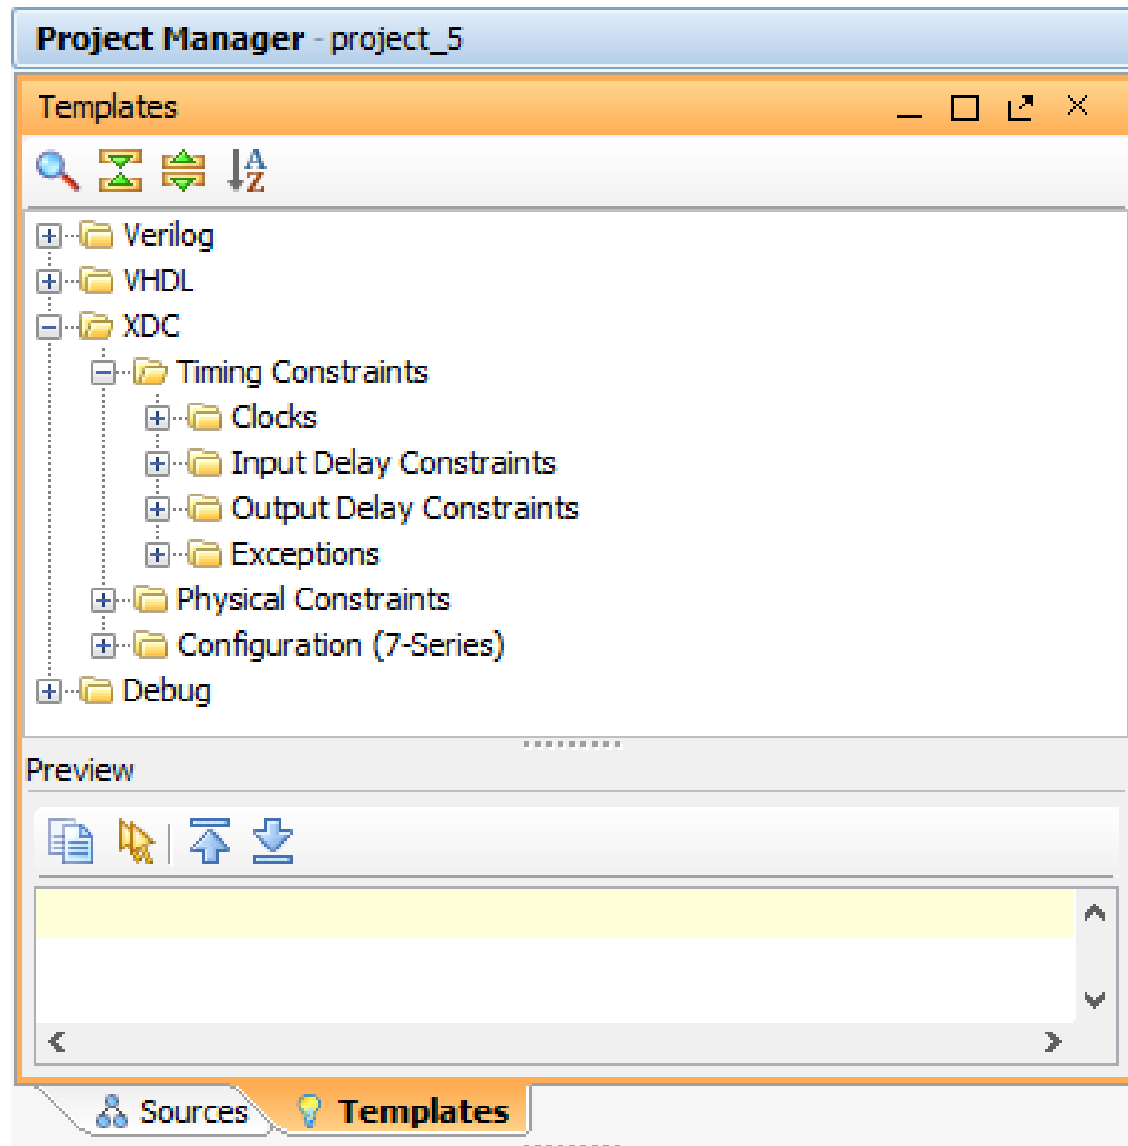 Project Manager - project_5
Templates
Verilog
VHDL
XDC
Timing Constraints
Clocks
Input Delay Constraints
Output Delay Constraints
Exceptions
Physical Constraints
Configuration (7-Series)
Debug
Preview
Sources Templates